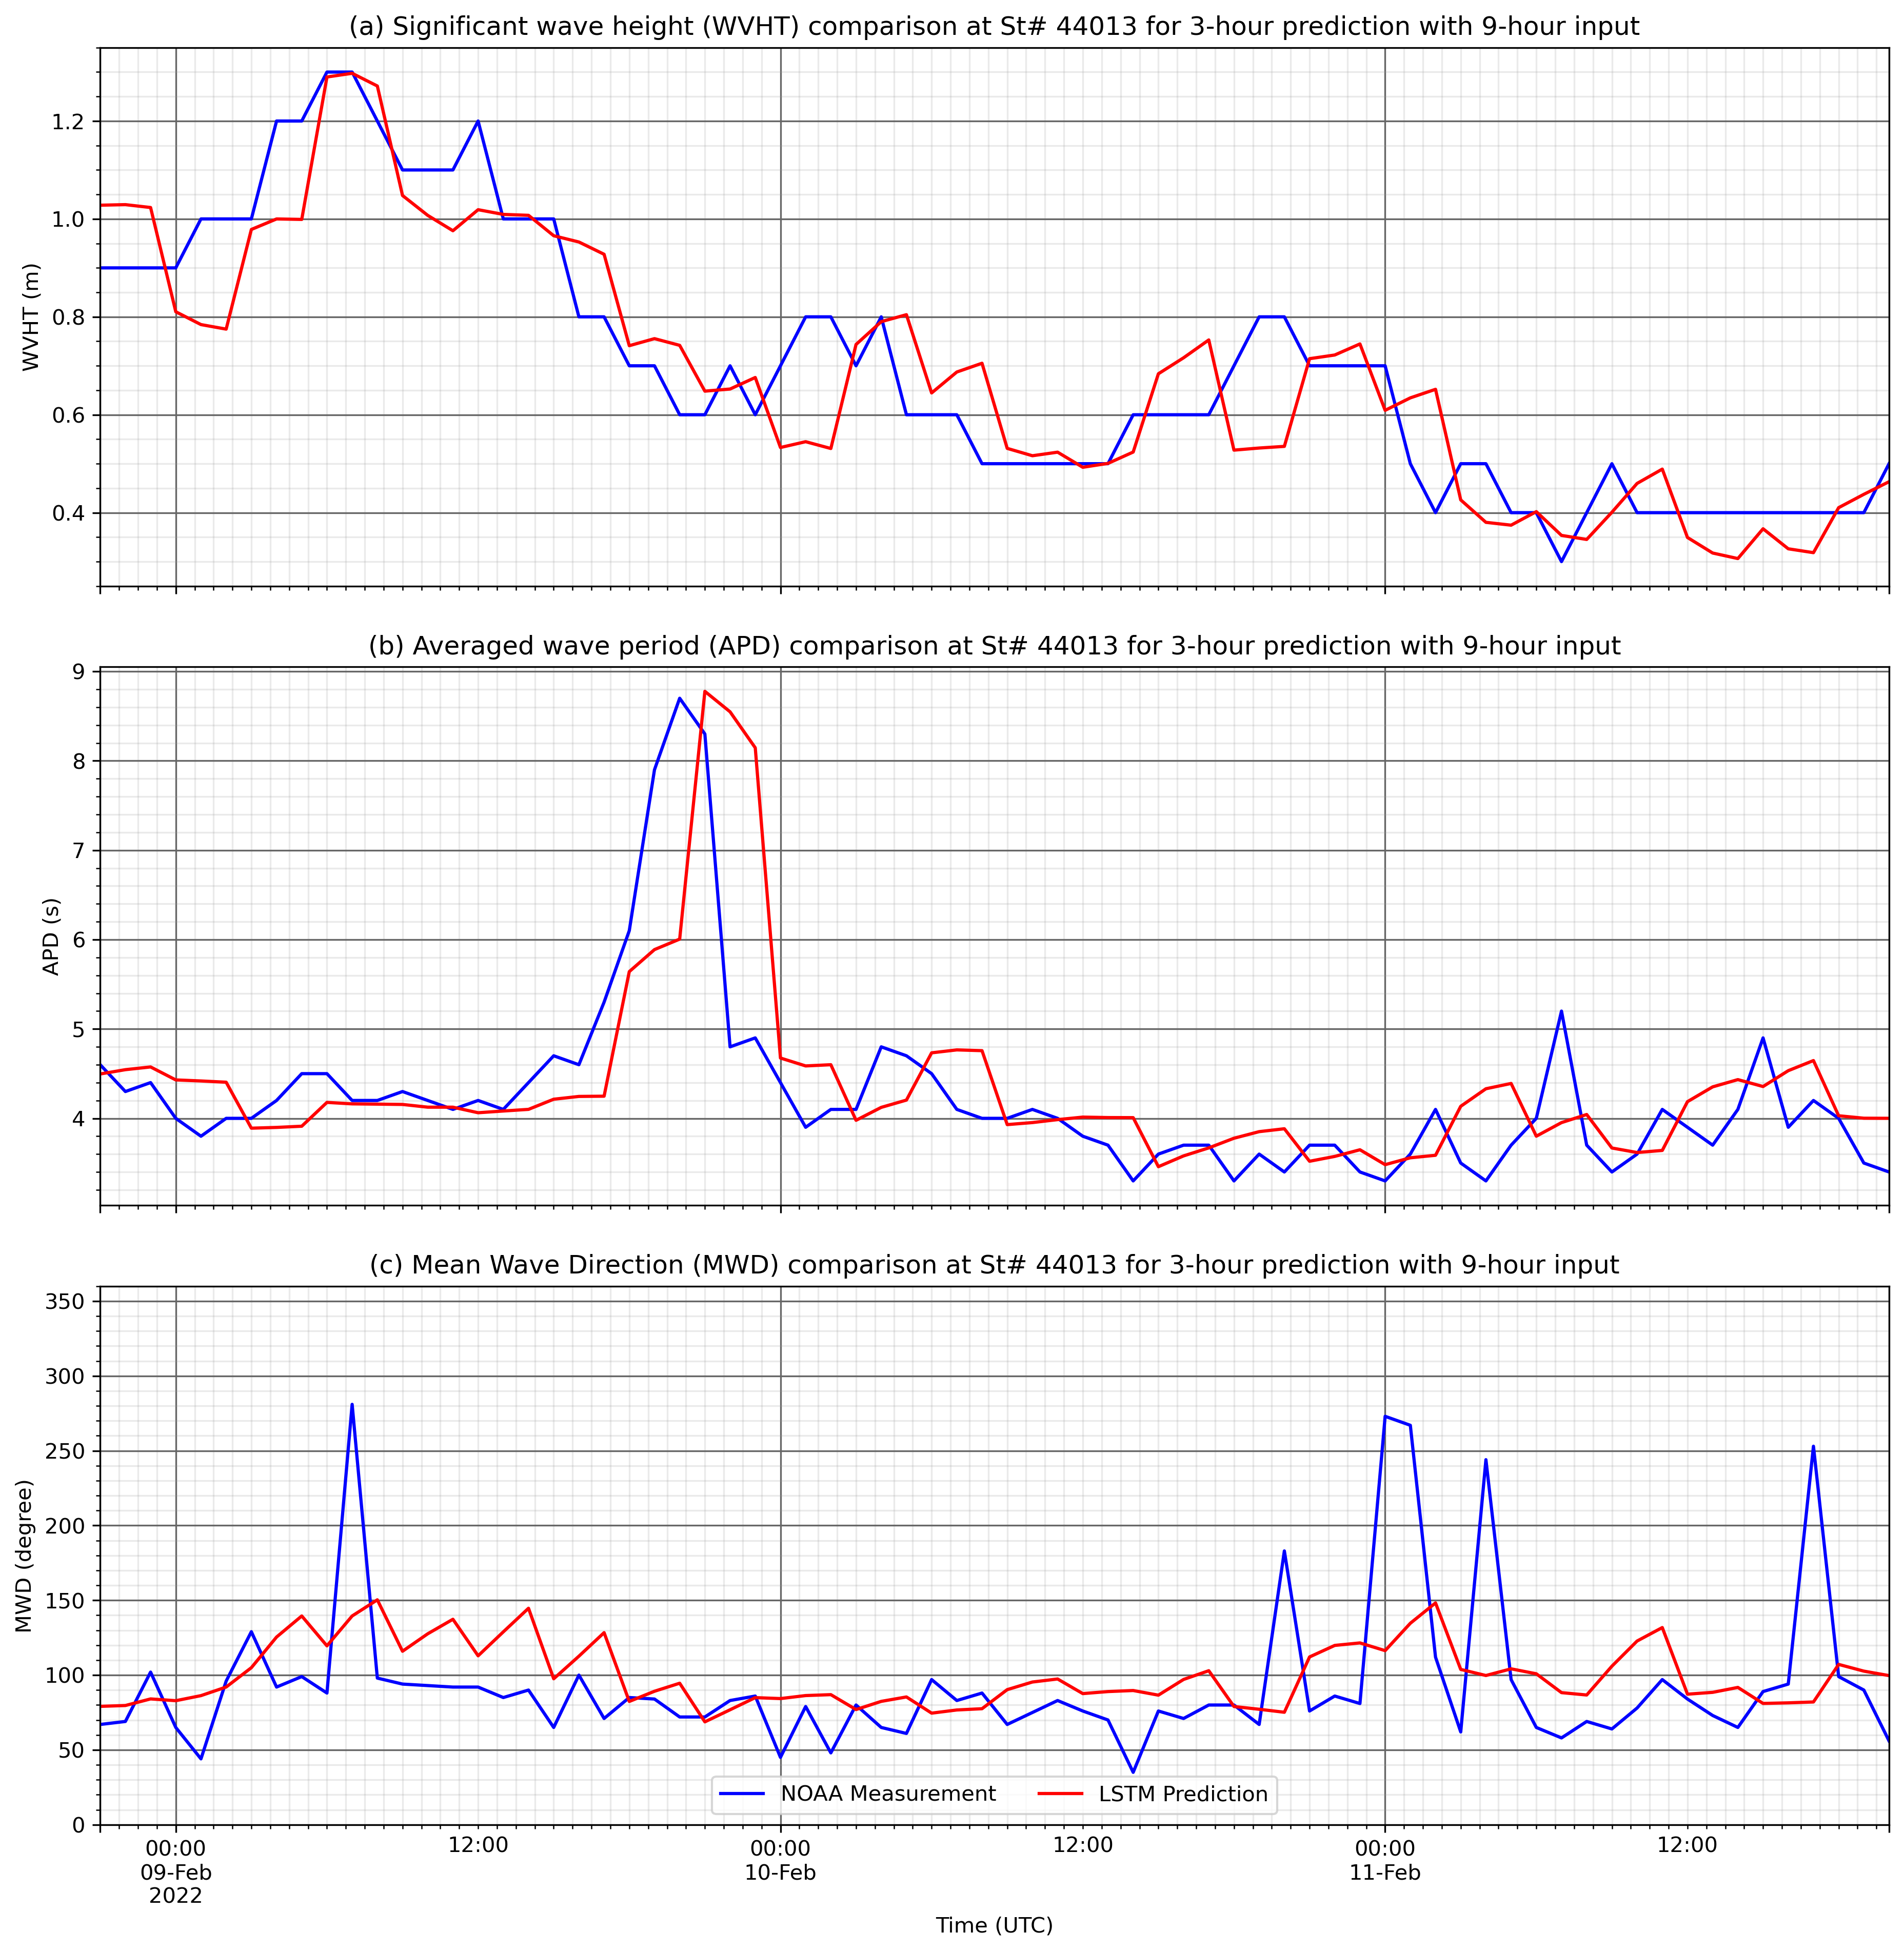 (a) Significant wave height (WVHT) comparison at St# 44013 for 3-hour prediction with 9-hour input
1.2
1.0
0.8
0.6
0.4
WVHT (m)
(b) Averaged wave period (APD) comparison at St# 44013 for 3-hour prediction with 9-hour input
9
8
7
6
5
4
APD (s)
(c) Mean Wave Direction (MWD) comparison at St# 44013 for 3-hour prediction with 9-hour input
350
300
250
200
150
100
50
0
MWD (degree)
NOAA Measurement LSTM Prediction
00:00 12:00 00:00 12:00 00:00 12:00
09-Feb 10-Feb 11-Feb
2022
Time (UTC)